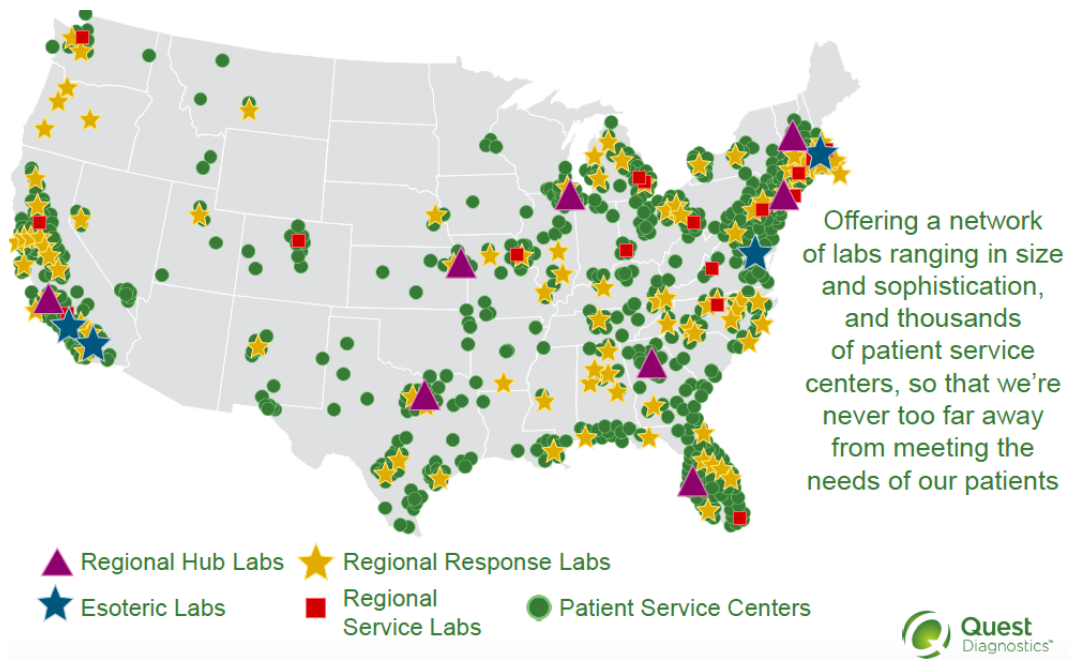 Offering a network
of labs ranging in size
and sophistication,
and thousands
of patient service
centers, so that we’re
never too far away
from meeting the
needs of our patients
Regional Hub Labs
Regional Response Labs
Esoteric Labs
Regional
Service Labs
Patient Service Centers
Quest
Diagnostics™